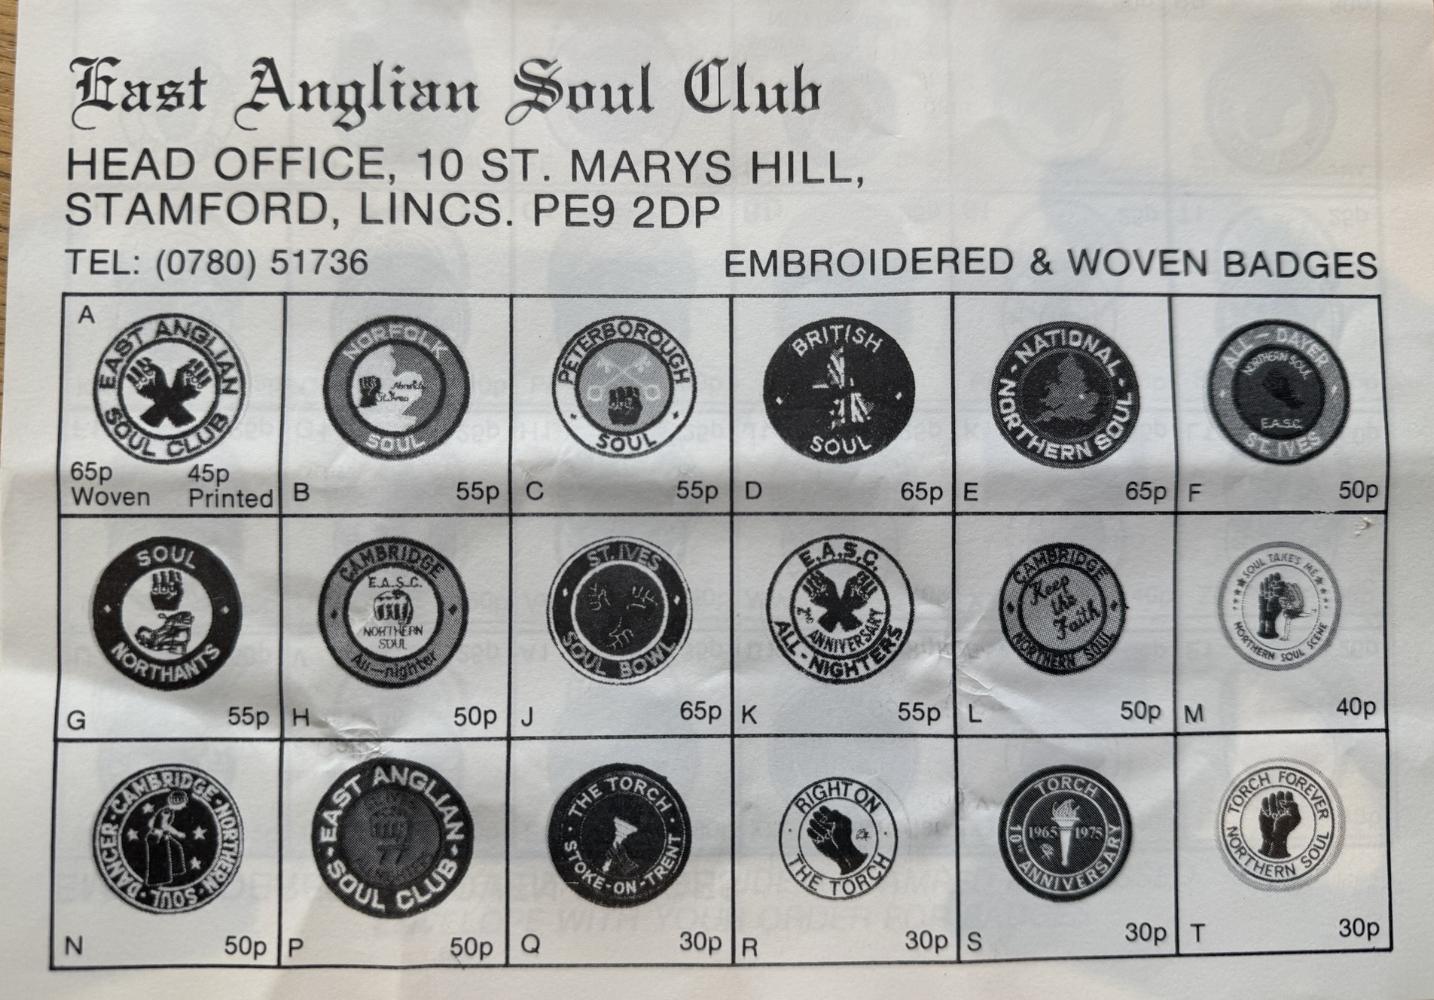 East Anglian Soul Club
HEAD OFFICE, 10 ST. MARYS HILL,
STAMFORD, LINCS. PE9 2DP
TEL: (0780) 51736
EMBROIDERED & WOVEN BADGES
A
EAST ANGLIAN
SOUL CLUB
65p 45p
Woven Printed
NORFOLK
SOUL
B 55p
PETERBOROUGH
SOUL
C 55p
BRITISH
SOUL
D 65p
NATIONAL
NORTHERN SOUL
E 65p
ALL-DAYER
NORTHERN SOUL
E.A.S.C.
ST. IVES
F 50p
SOUL
NORTHANTS
G 55p
CAMBRIDGE
E.A.S.C.
NORTHERN
SOUL
All-nighter
H 50p
ST. IVES
SOUL BOWL
J 65p
E.A.S.C.
2nd ANNIVERSARY
ALL-NIGHTERS
K 55p
CAMBRIDGE
Keep
the
Faith
NORTHERN SOUL
L 50p
SOUL TAKE'S ME
NORTHERN SOUL SCENE
M 40p
CAMBRIDGE · NORTHERN · SOUL · DANCER
N 50p
EAST ANGLIAN
77
SOUL CLUB
P 50p
THE TORCH
STOKE-ON-TRENT
Q 30p
RIGHT ON
THE TORCH
R 30p
TORCH
1965 1975
10th ANNIVERSARY
S 30p
TORCH FOREVER
NORTHERN SOUL
T 30p